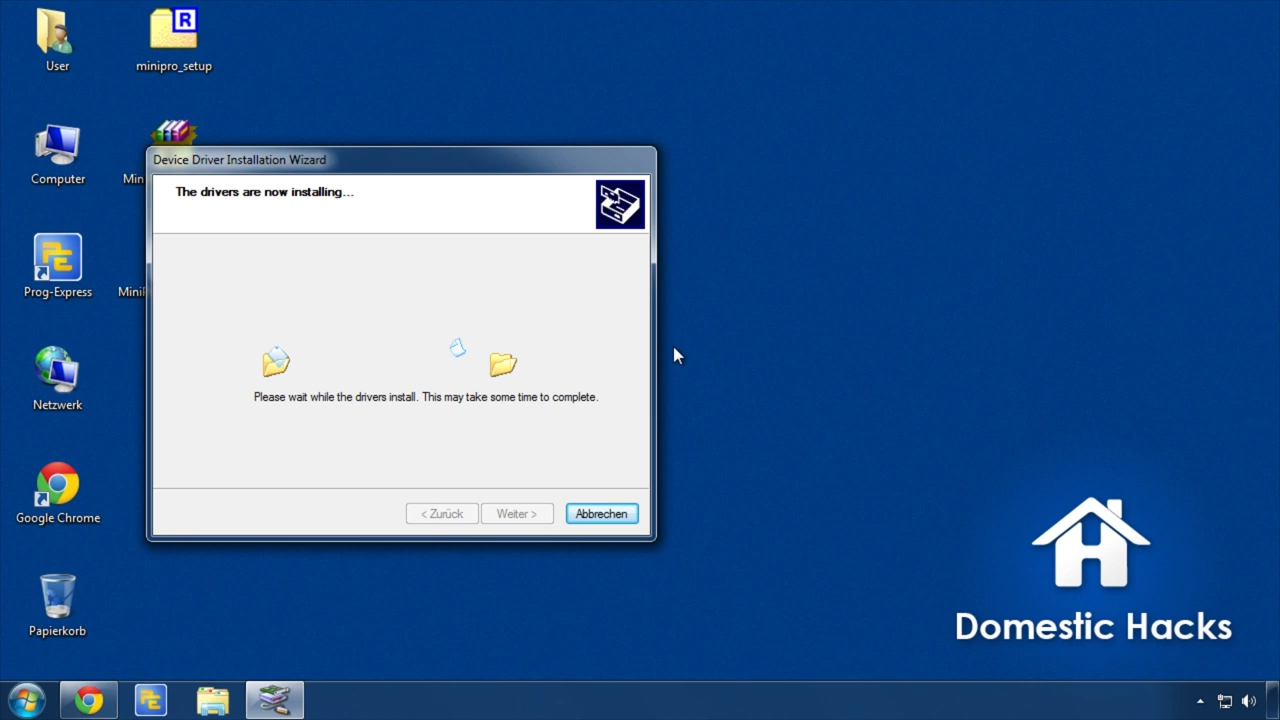 User
minipro_setup
R
Computer
Min
Prog-Express
Mini
Netzwerk
Google Chrome
Papierkorb
Device Driver Installation Wizard
The drivers are now installing...
Please wait while the drivers install. This may take some time to complete.
< Zurück
Weiter >
Abbrechen
Domestic Hacks